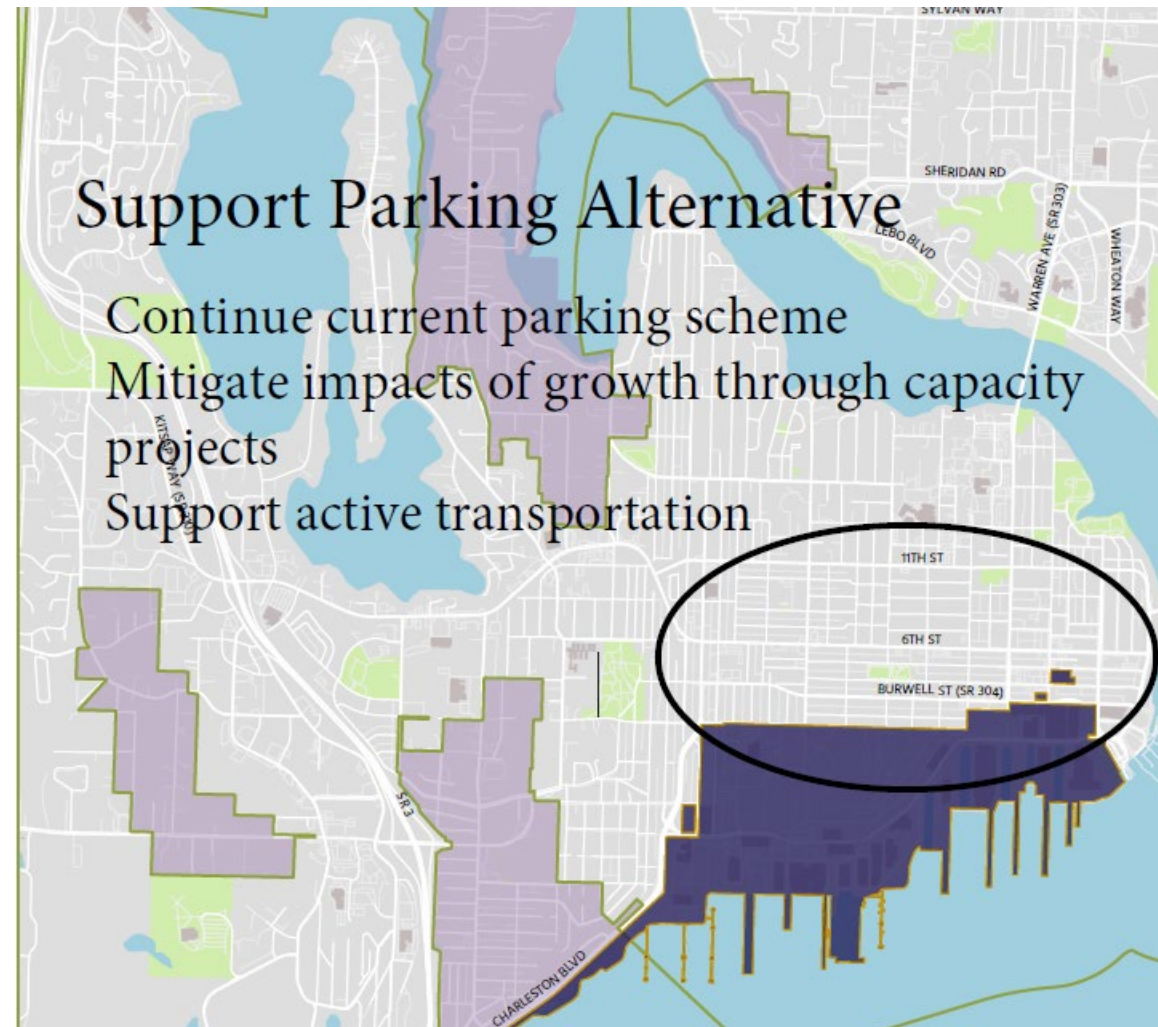 SYLVAN WAY
SHERIDAN RD
Support Parking Alternative
LEBO BLVD
WARREN AVE (SR 303)
WHEATON WAY
Continue current parking scheme
Mitigate impacts of growth through capacity
projects
Support active transportation
KITSAP WAY (SR 310)
11TH ST
6TH ST
BURWELL ST (SR 304)
SR 3
CHARLESTON BLVD